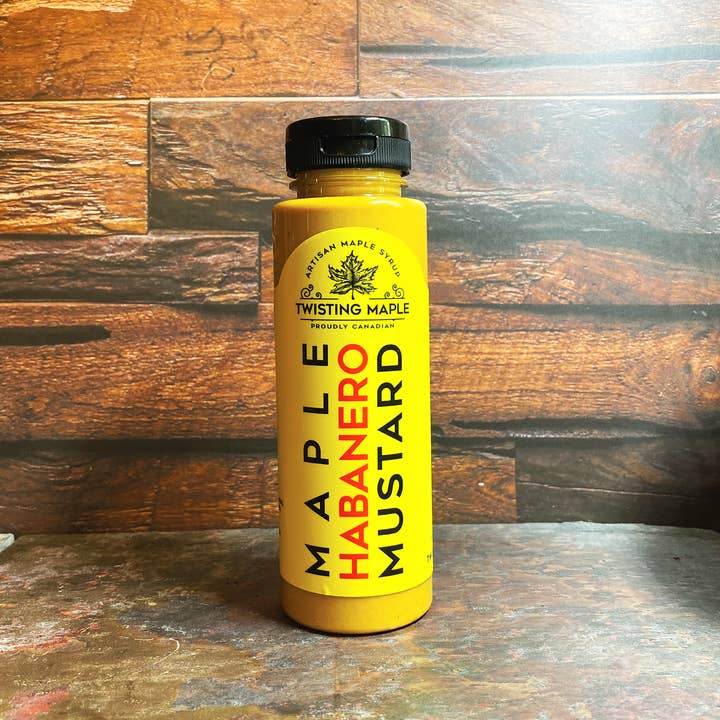 ARTISAN MAPLE SYRUP
TWISTING MAPLE
PROUDLY CANADIAN
MAPLE
HABANERO
MUSTARD